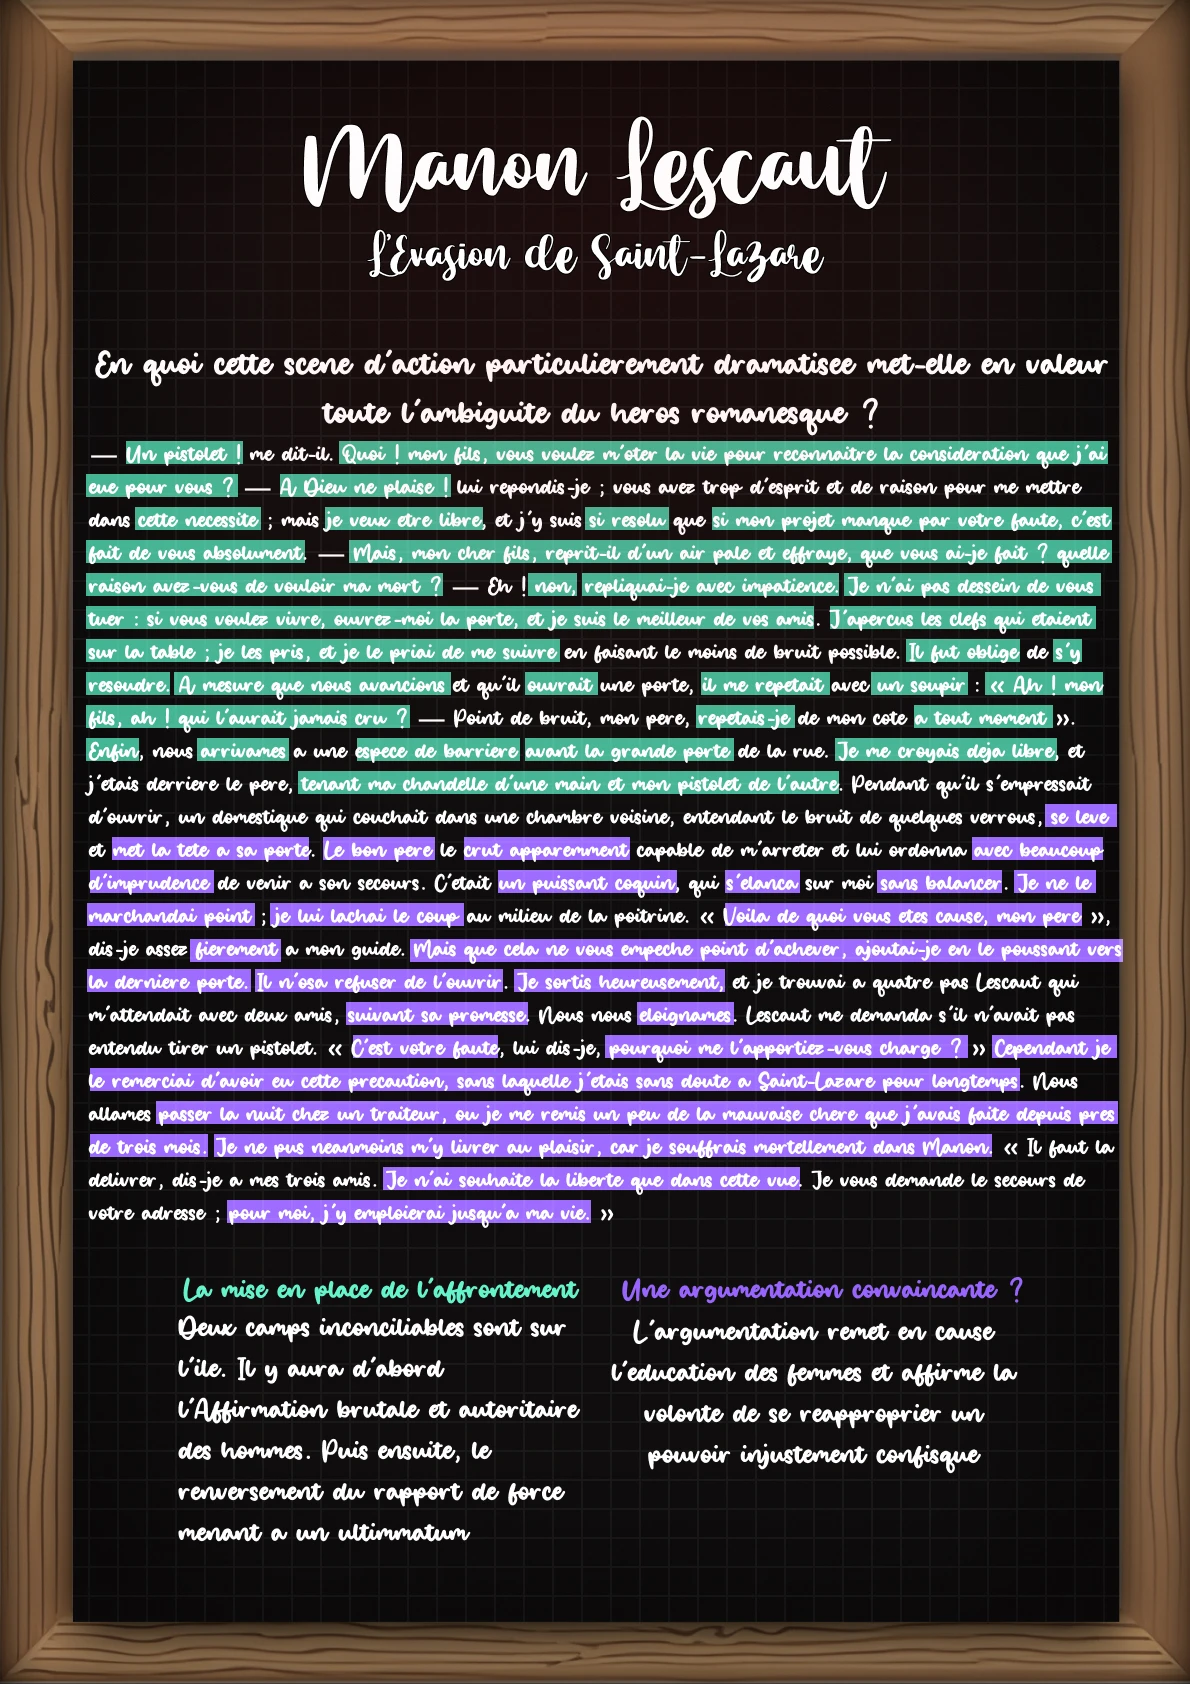 Manon Lescaut
L'Evasion de Saint-Lazare
En quoi cette scene d'action particulierement dramatisee met-elle en valeur
toute l'ambiguite du heros romanesque ?
— Un pistolet ! me dit-il. Quoi ! mon fils, vous voulez m'oter la vie pour reconnaitre la consideration que j'ai
eue pour vous ? — A Dieu ne plaise ! lui repondis-je ; vous avez trop d'esprit et de raison pour me mettre
dans cette necessite ; mais je veux etre libre, et j'y suis si resolu que si mon projet manque par votre faute, c'est
fait de vous absolument. — Mais, mon cher fils, reprit-il d'un air pale et effraye, que vous ai-je fait ? quelle
raison avez-vous de vouloir ma mort ? — Eh ! non, repliquai-je avec impatience. Je n'ai pas dessein de vous
tuer : si vous voulez vivre, ouvrez-moi la porte, et je suis le meilleur de vos amis. J'apercus les clefs qui etaient
sur la table ; je les pris, et je le priai de me suivre en faisant le moins de bruit possible. Il fut oblige de s'y
resoudre. A mesure que nous avancions et qu'il ouvrait une porte, il me repetait avec un soupir : « Ah ! mon
fils, ah ! qui l'aurait jamais cru ? — Point de bruit, mon pere, repetais-je de mon cote a tout moment ».
Enfin, nous arrivames a une espece de barriere avant la grande porte de la rue. Je me croyais deja libre, et
j'etais derriere le pere, tenant ma chandelle d'une main et mon pistolet de l'autre. Pendant qu'il s'empressait
d'ouvrir, un domestique qui couchait dans une chambre voisine, entendant le bruit de quelques verrous, se leve
et met la tete a sa porte. Le bon pere le crut apparemment capable de m'arreter et lui ordonna avec beaucoup
d'imprudence de venir a son secours. C'etait un puissant coquin, qui s'elanca sur moi sans balancer. Je ne le
marchandai point ; je lui lachai le coup au milieu de la poitrine. « Voila de quoi vous etes cause, mon pere »,
dis-je assez fierement a mon guide. Mais que cela ne vous empeche point d'achever, ajoutai-je en le poussant vers
la derniere porte. Il n'osa refuser de l'ouvrir. Je sortis heureusement, et je trouvai a quatre pas Lescaut qui
m'attendait avec deux amis, suivant sa promesse. Nous nous eloignames. Lescaut me demanda s'il n'avait pas
entendu tirer un pistolet. « C'est votre faute, lui dis-je, pourquoi me l'apportiez-vous charge ? » Cependant je
le remerciai d'avoir eu cette precaution, sans laquelle j'etais sans doute a Saint-Lazare pour longtemps. Nous
allames passer la nuit chez un traiteur, ou je me remis un peu de la mauvaise chere que j'avais faite depuis pres
de trois mois. Je ne pus neanmoins m'y livrer au plaisir, car je souffrais mortellement dans Manon. « Il faut la
delivrer, dis-je a mes trois amis. Je n'ai souhaite la liberte que dans cette vue. Je vous demande le secours de
votre adresse ; pour moi, j'y emploierai jusqu'a ma vie. »
La mise en place de l'affrontement
Deux camps inconciliables sont sur
l'ile. Il y aura d'abord
l'Affirmation brutale et autoritaire
des hommes. Puis ensuite, le
renversement du rapport de force
menant a un ultimmatum
Une argumentation convaincante ?
L'argumentation remet en cause
l'education des femmes et affirme la
volonte de se reapproprier un
pouvoir injustement confisque